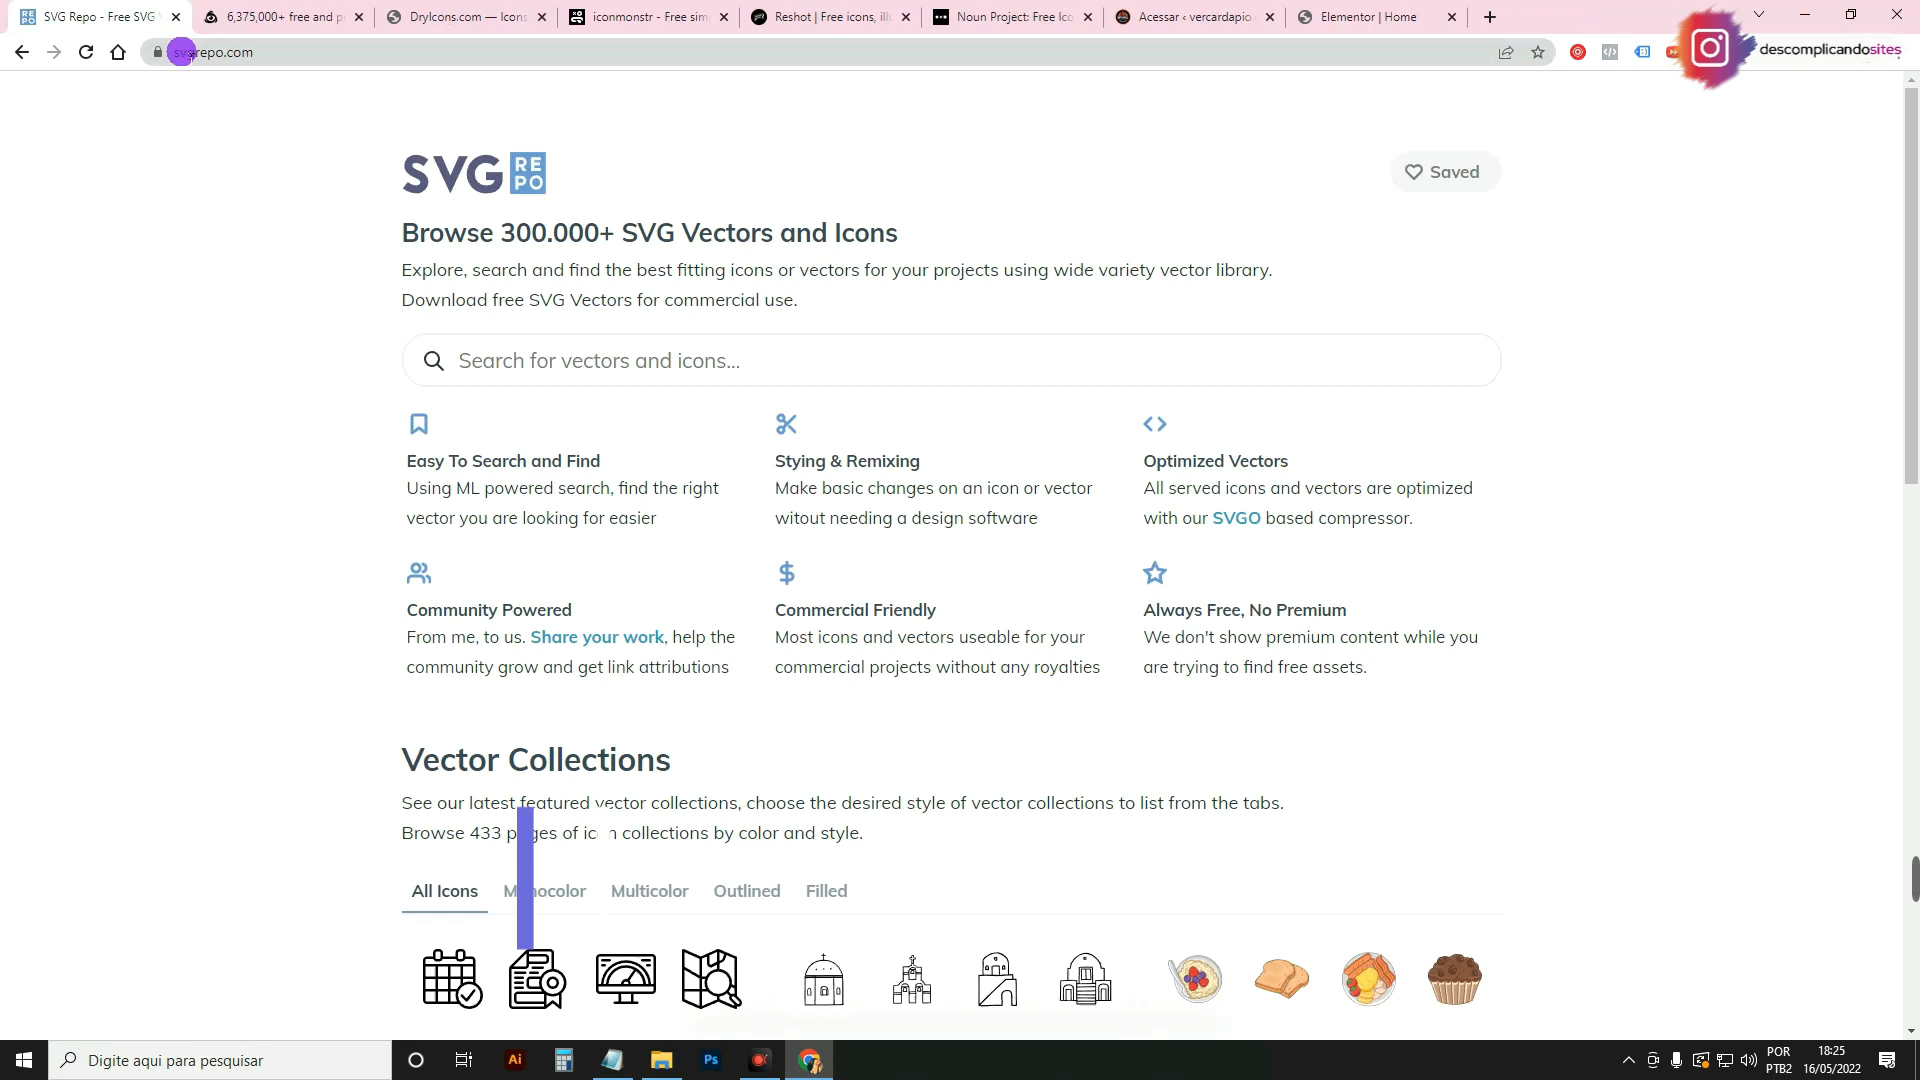 SVG Repo - Free SVG
6,375,000+ free and p
DryIcons.com — Icons
iconmonstr - Free sim
Reshot | Free icons, ill
Noun Project: Free Ico
Acessar ‹ vercardapio.
Elementor | Home
svgrepo.com
descomplicandosites
SVG RE PO
Saved
Browse 300.000+ SVG Vectors and Icons
Explore, search and find the best fitting icons or vectors for your projects using wide variety vector library.
Download free SVG Vectors for commercial use.
Search for vectors and icons...
Easy To Search and Find
Using ML powered search, find the right
vector you are looking for easier
Stying & Remixing
Make basic changes on an icon or vector
witout needing a design software
Optimized Vectors
All served icons and vectors are optimized
with our SVGO based compressor.
Community Powered
From me, to us. Share your work, help the
community grow and get link attributions
Commercial Friendly
Most icons and vectors useable for your
commercial projects without any royalties
Always Free, No Premium
We don't show premium content while you
are trying to find free assets.
Vector Collections
See our latest featured vector collections, choose the desired style of vector collections to list from the tabs.
Browse 433 pages of icon collections by color and style.
All Icons Monocolor Multicolor Outlined Filled
Digite aqui para pesquisar
Ai
Ps
POR
PTB2
18:25
16/05/2022